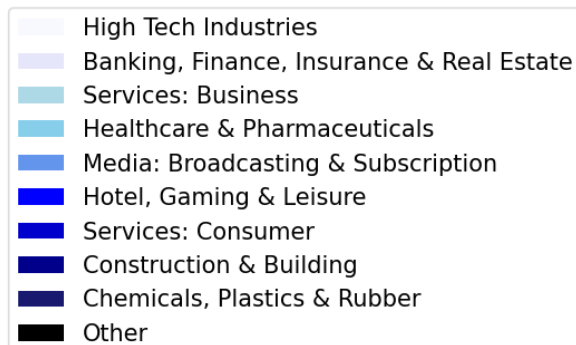 High Tech Industries
Banking, Finance, Insurance & Real Estate
Services: Business
Healthcare & Pharmaceuticals
Media: Broadcasting & Subscription
Hotel, Gaming & Leisure
Services: Consumer
Construction & Building
Chemicals, Plastics & Rubber
Other